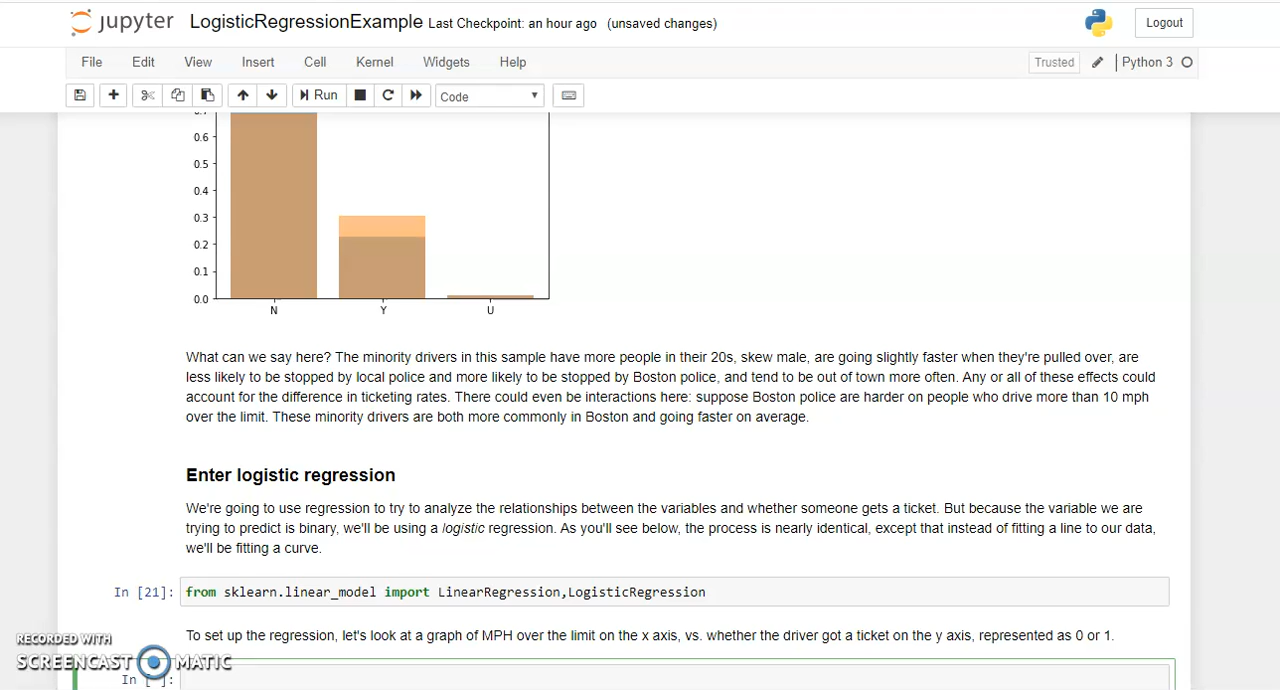 jupyter LogisticRegressionExample Last Checkpoint: an hour ago (unsaved changes) Logout
File Edit View Insert Cell Kernel Widgets Help Trusted Python 3
Run Code
0.7
0.6
0.5
0.4
0.3
0.2
0.1
0.0
N Y U
What can we say here? The minority drivers in this sample have more people in their 20s, skew male, are going slightly faster when they're pulled over, are
less likely to be stopped by local police and more likely to be stopped by Boston police, and tend to be out of town more often. Any or all of these effects could
account for the difference in ticketing rates. There could even be interactions here: suppose Boston police are harder on people who drive more than 10 mph
over the limit. These minority drivers are both more commonly in Boston and going faster on average.
Enter logistic regression
We're going to use regression to try to analyze the relationships between the variables and whether someone gets a ticket. But because the variable we are
trying to predict is binary, we'll be using a logistic regression. As you'll see below, the process is nearly identical, except that instead of fitting a line to our data,
we'll be fitting a curve.
In [21]: from sklearn.linear_model import LinearRegression,LogisticRegression
To set up the regression, let's look at a graph of MPH over the limit on the x axis, vs. whether the driver got a ticket on the y axis, represented as 0 or 1.
RECORDED WITH
SCREENCAST MATIC
In [ ]: